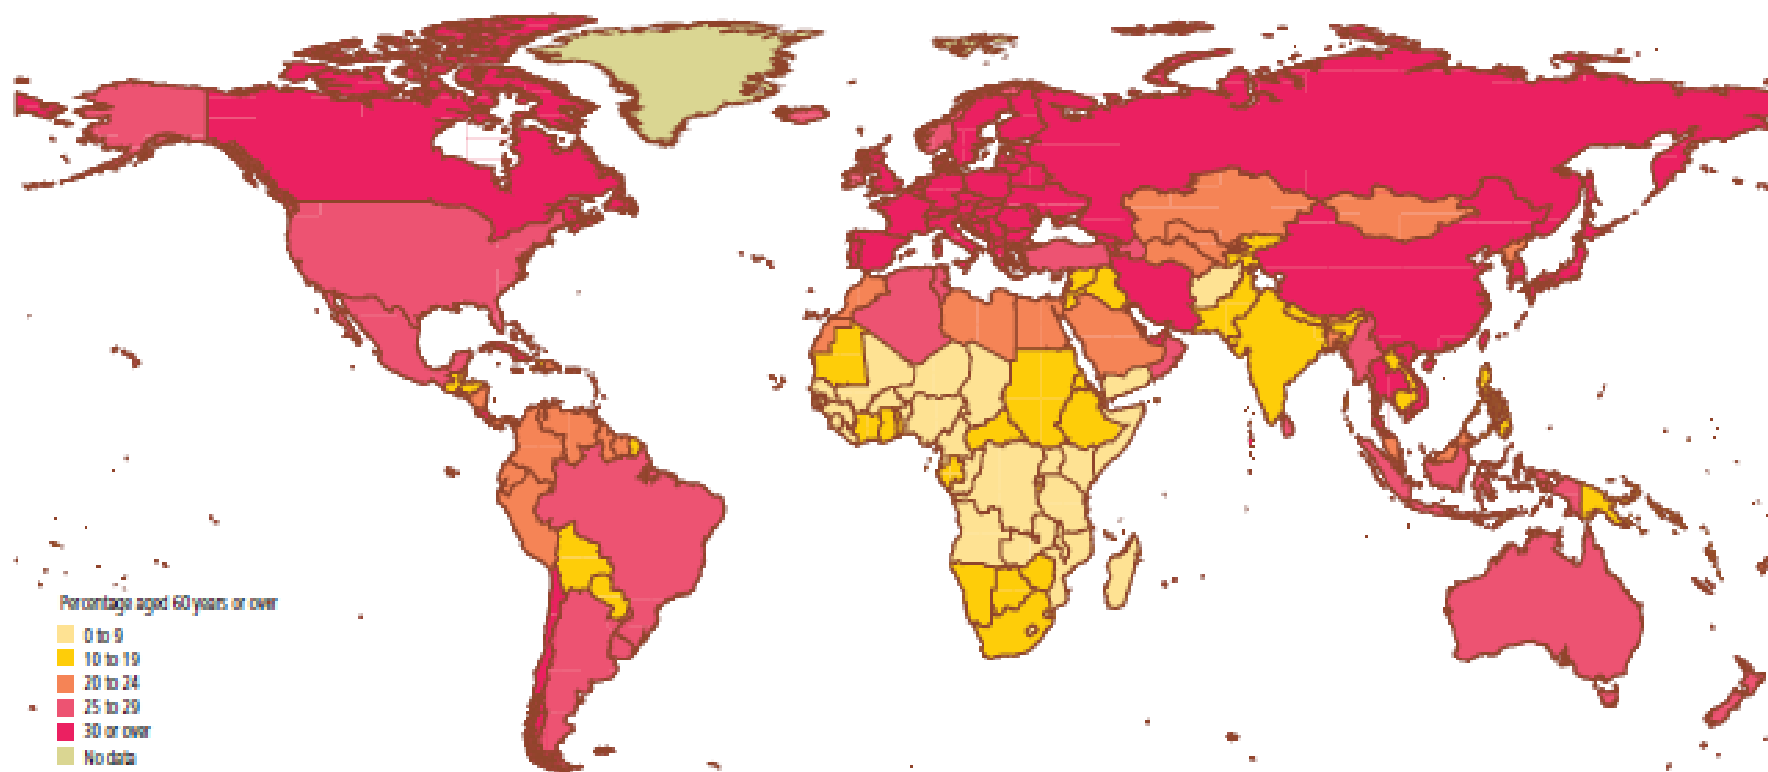 Percentage aged 60 years or over
0 to 9
10 to 19
20 to 24
25 to 29
30 or over
No data